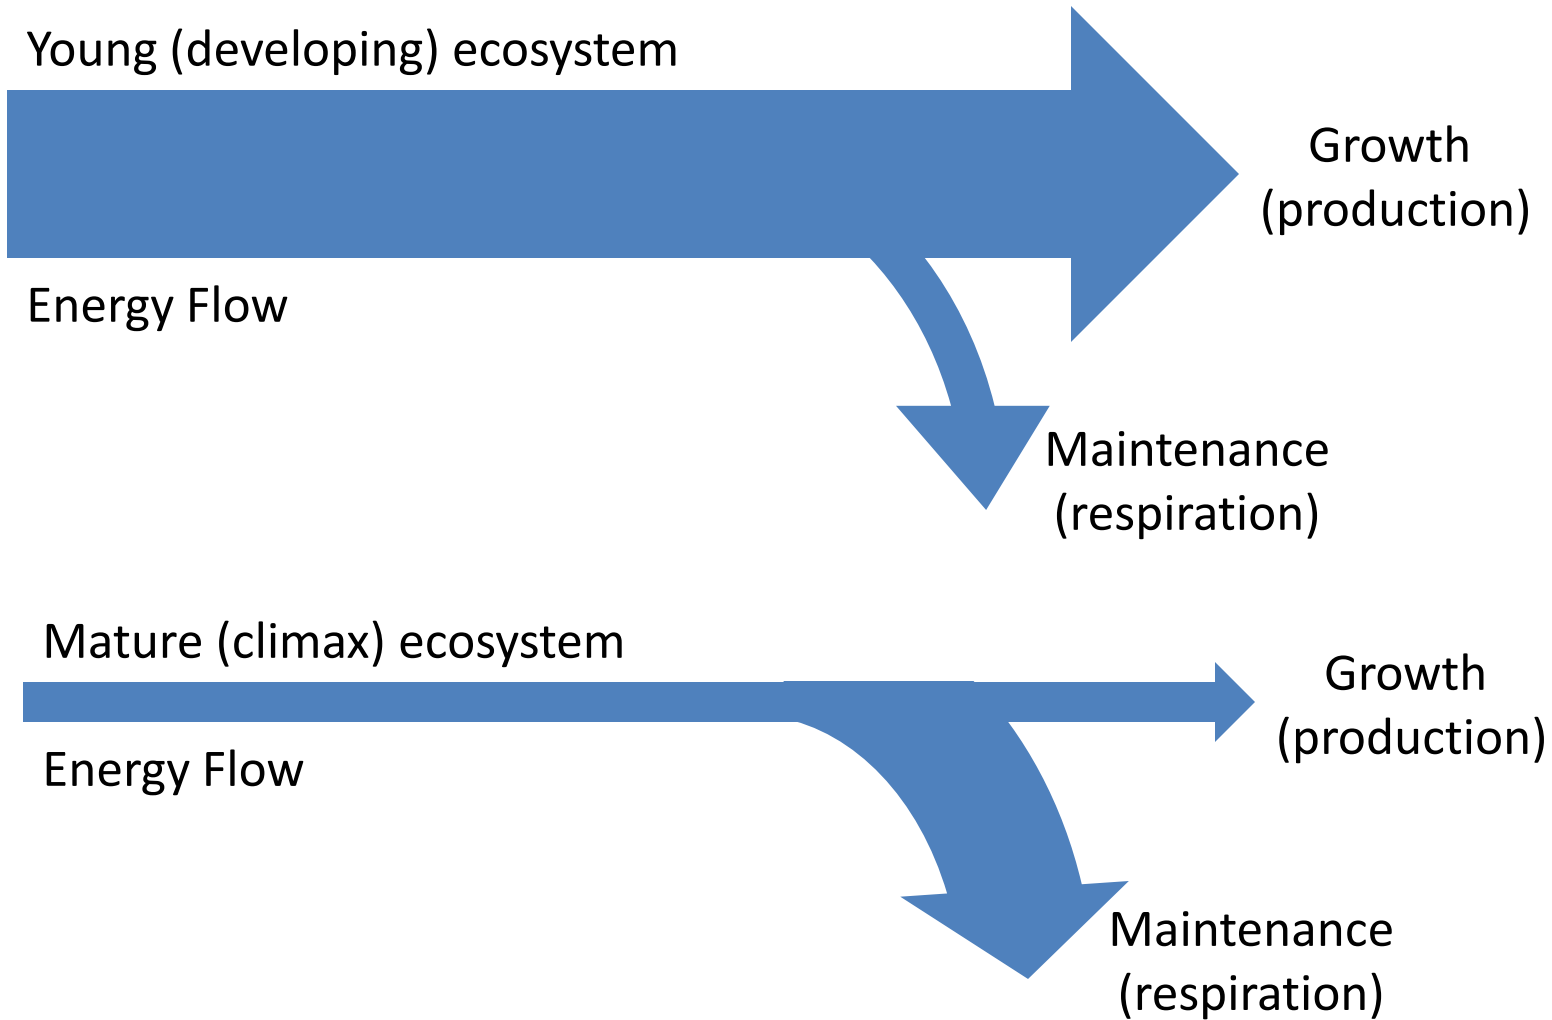 Young (developing) ecosystem
Growth
(production)
Energy Flow
Maintenance
(respiration)
Mature (climax) ecosystem
Growth
(production)
Energy Flow
Maintenance
(respiration)